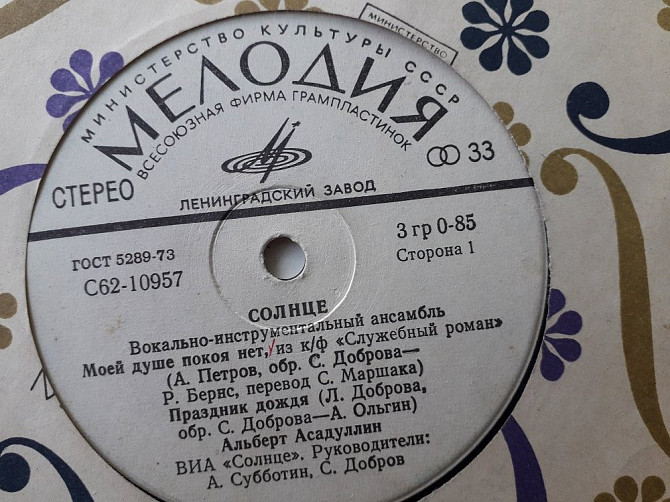 МИНИСТЕРСТВО
МИНИСТЕРСТВО КУЛЬТУРЫ СССР
МЕЛОДИЯ
ВСЕСОЮЗНАЯ ФИРМА ГРАМПЛАСТИНОК
СТЕРЕО
33
ЛЕНИНГРАДСКИЙ ЗАВОД
ГОСТ 5289-73
3 гр 0-85
С62-10957
Сторона 1
СОЛНЦЕ
Вокально-инструментальный ансамбль
Моей душе покоя нет, из к/ф «Служебный роман»
(А. Петров, обр. С. Доброва—
Р. Бернс, перевод С. Маршака)
Праздник дождя (Л. Доброва,
обр. С. Доброва—А. Ольгин)
Альберт Асадуллин
ВИА «Солнце». Руководители:
А. Субботин, С. Добров